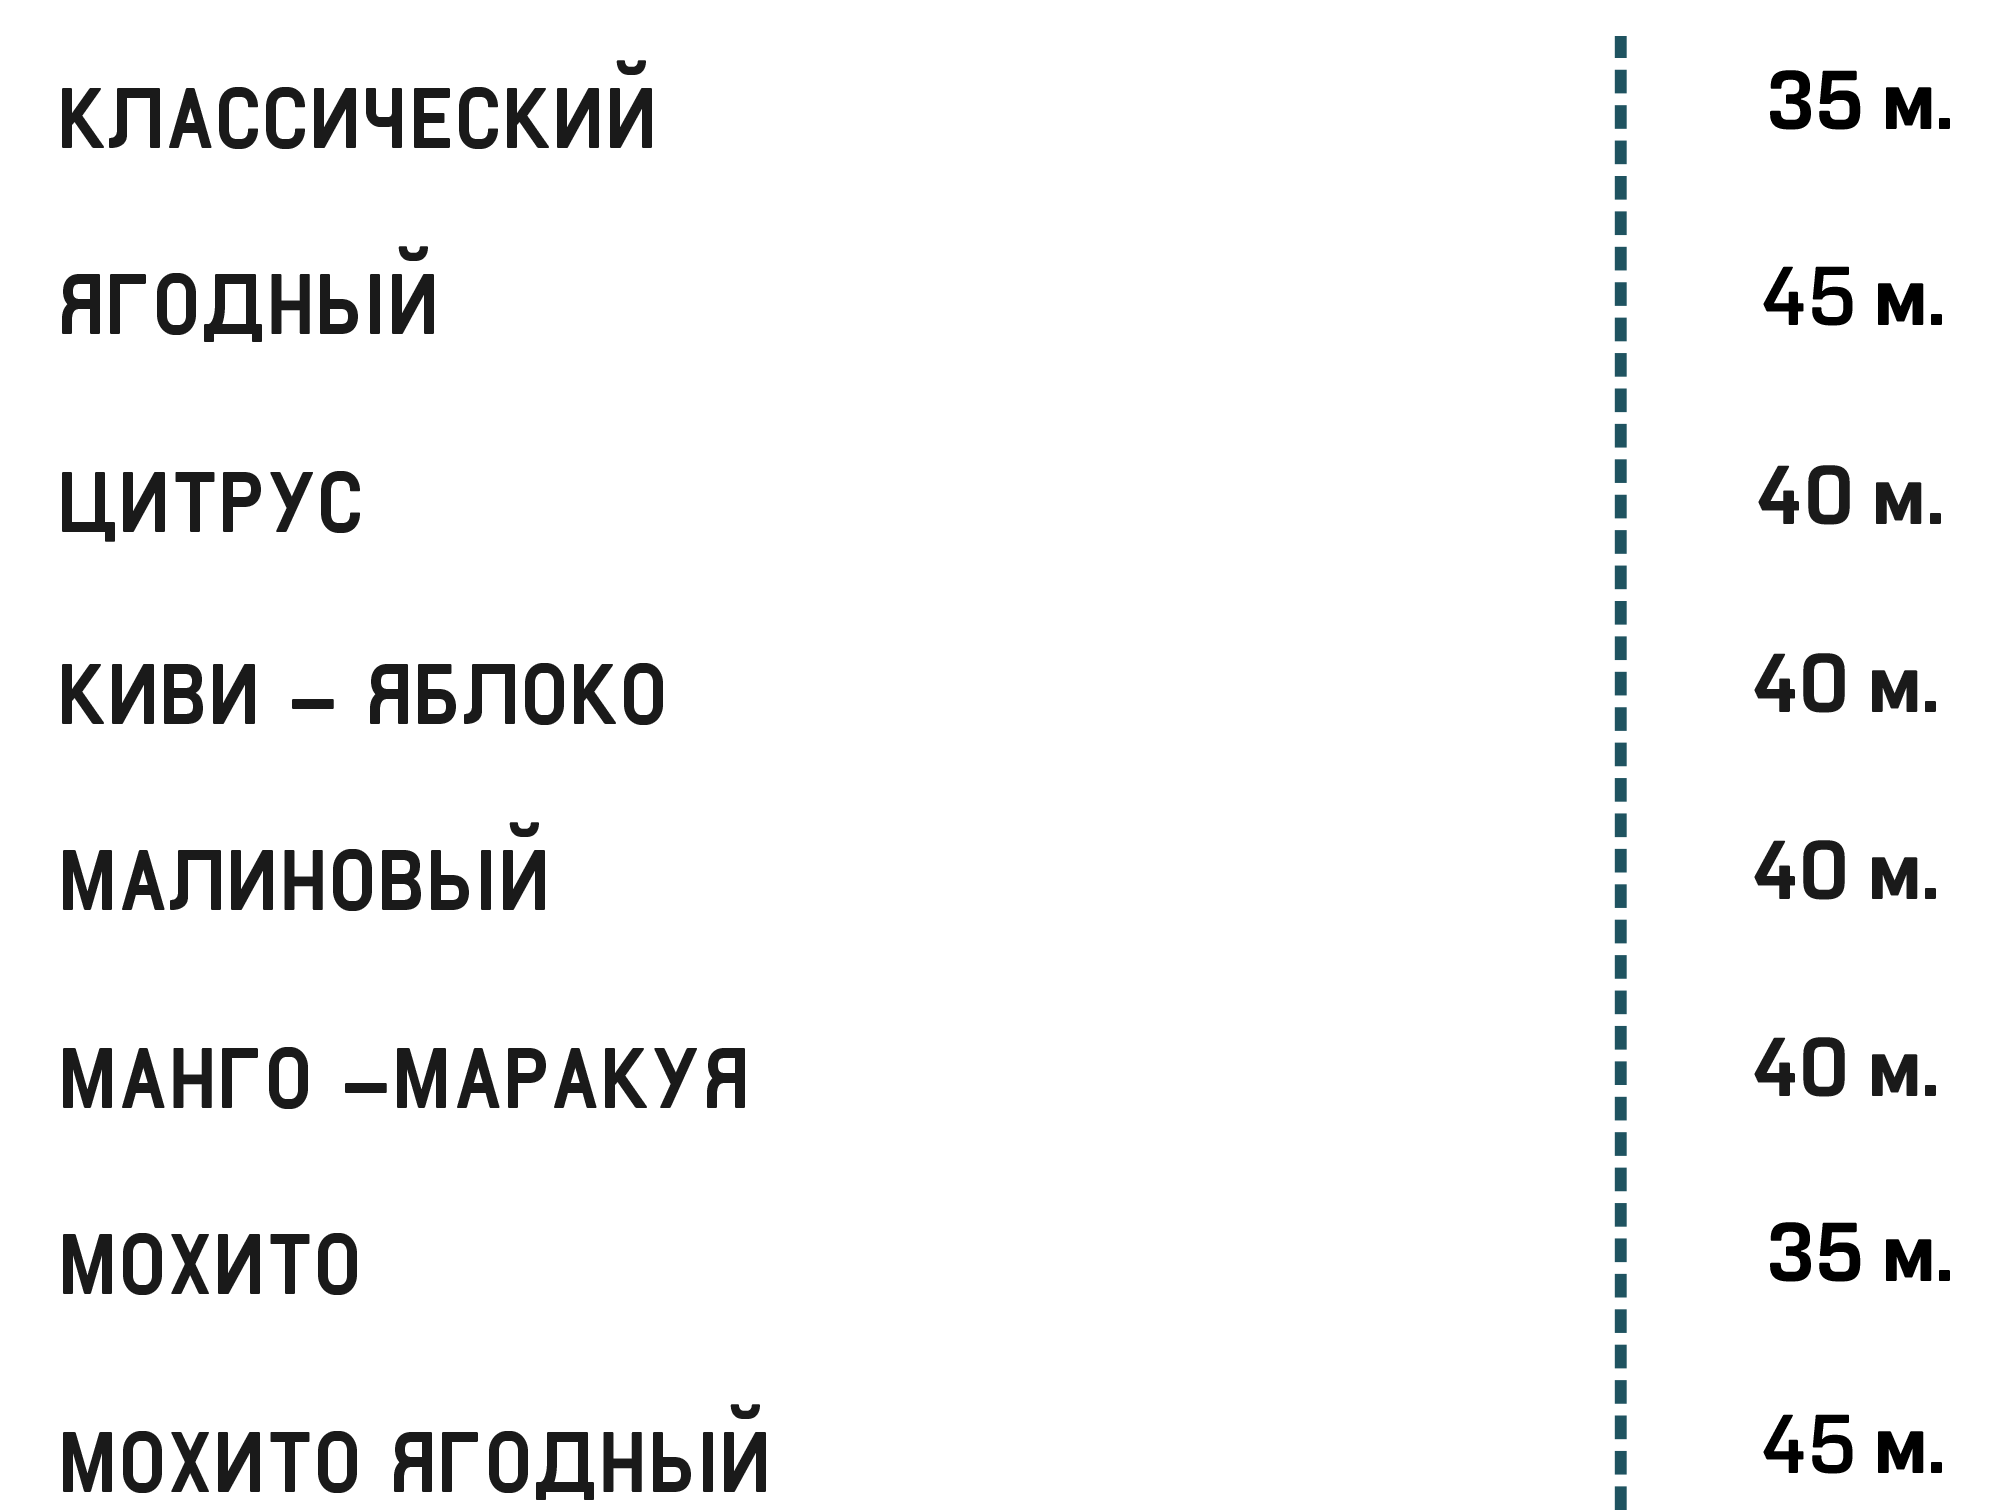 КЛАССИЧЕСКИЙ 35 м.
ЯГОДНЫЙ 45 м.
ЦИТРУС 40 м.
КИВИ – ЯБЛОКО 40 м.
МАЛИНОВЫЙ 40 м.
МАНГО –МАРАКУЯ 40 м.
МОХИТО 35 м.
МОХИТО ЯГОДНЫЙ 45 м.